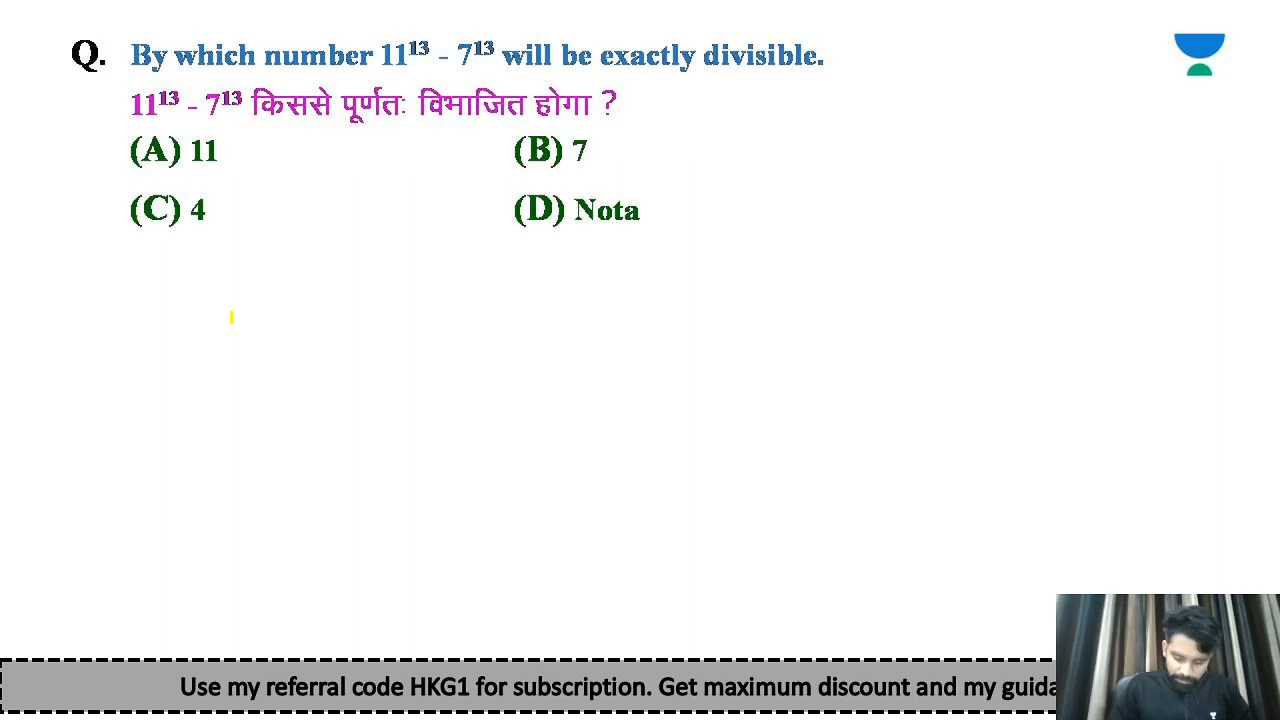 Q. By which number 11¹³ - 7¹³ will be exactly divisible.
11¹³ - 7¹³ किससे पूर्णतः विभाजित होगा ?
(A) 11 (B) 7
(C) 4 (D) Nota
Use my referral code HKG1 for subscription. Get maximum discount and my